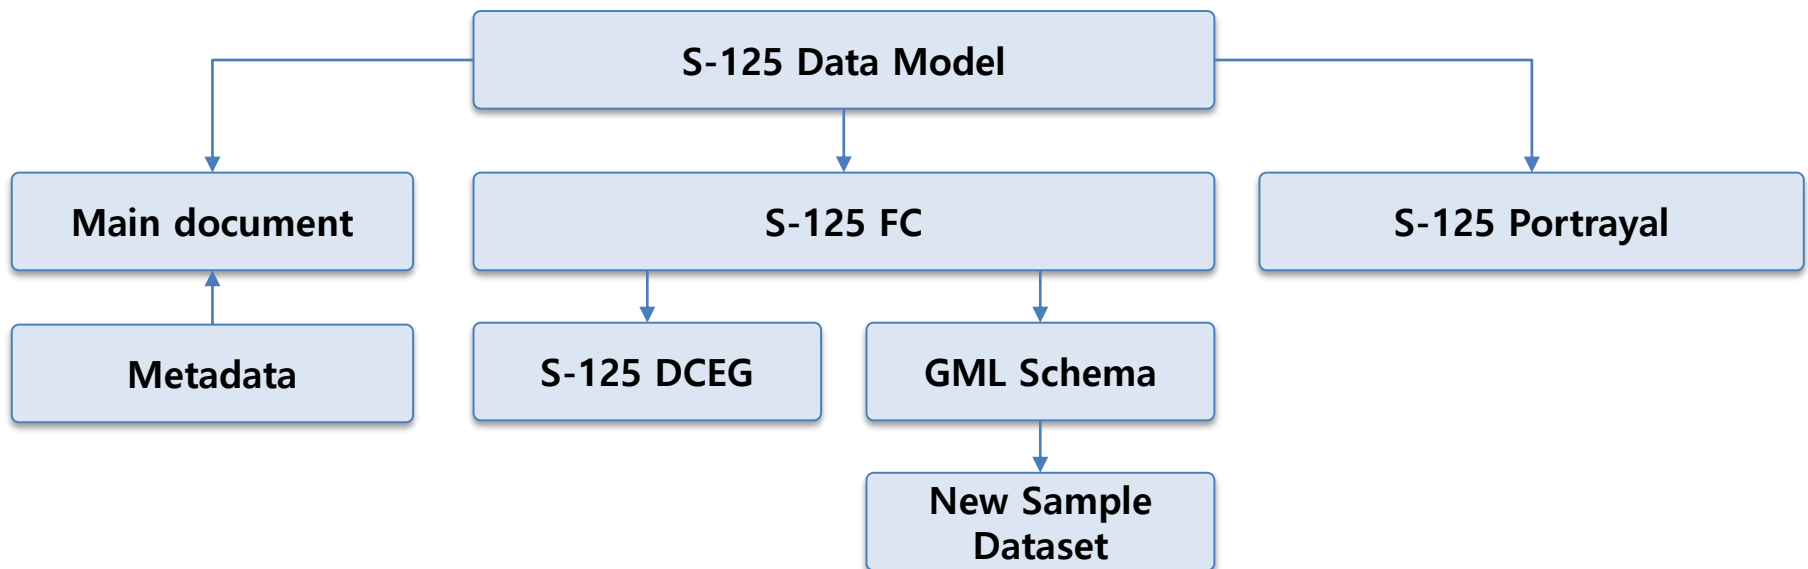 S-125 Data Model
Main document
S-125 FC
S-125 Portrayal
Metadata
S-125 DCEG
GML Schema
New Sample
Dataset